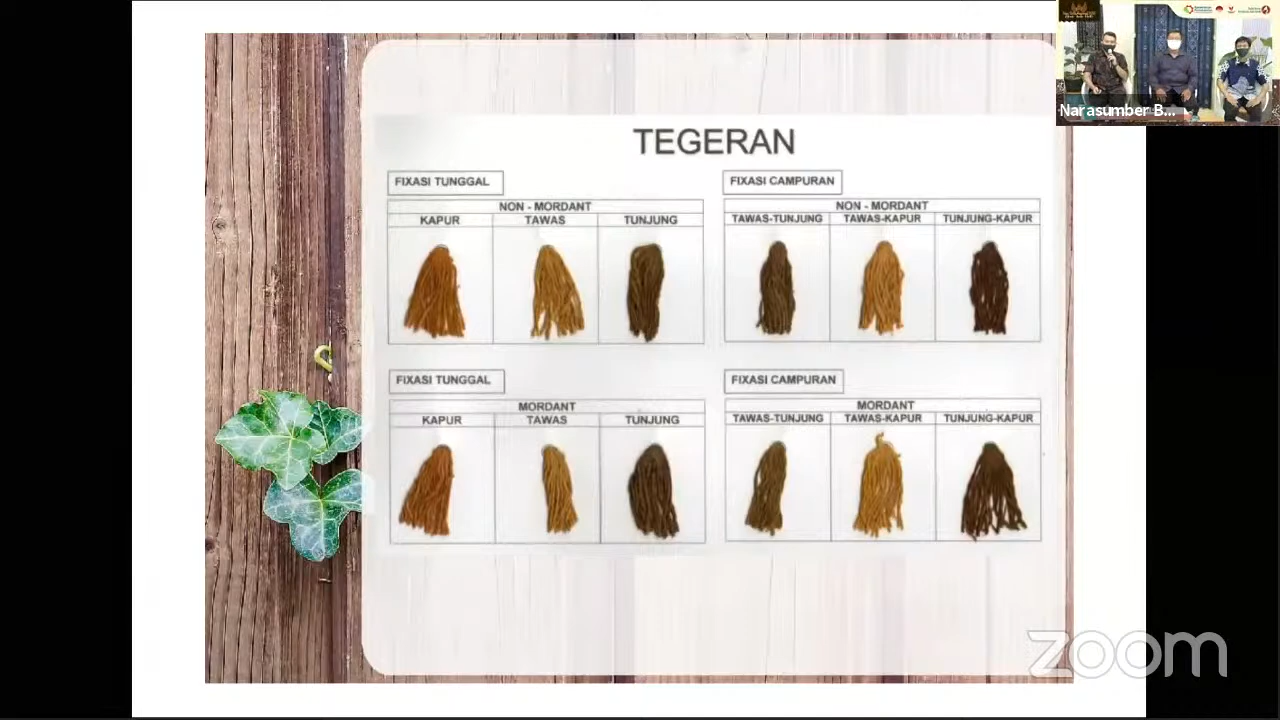 TEGERAN
FIXASI TUNGGAL
NON - MORDANT
KAPUR TAWAS TUNJUNG
FIXASI CAMPURAN
NON - MORDANT
TAWAS-TUNJUNG TAWAS-KAPUR TUNJUNG-KAPUR
FIXASI TUNGGAL
MORDANT
KAPUR TAWAS TUNJUNG
FIXASI CAMPURAN
MORDANT
TAWAS-TUNJUNG TAWAS-KAPUR TUNJUNG-KAPUR
Narasumber B...
zoom